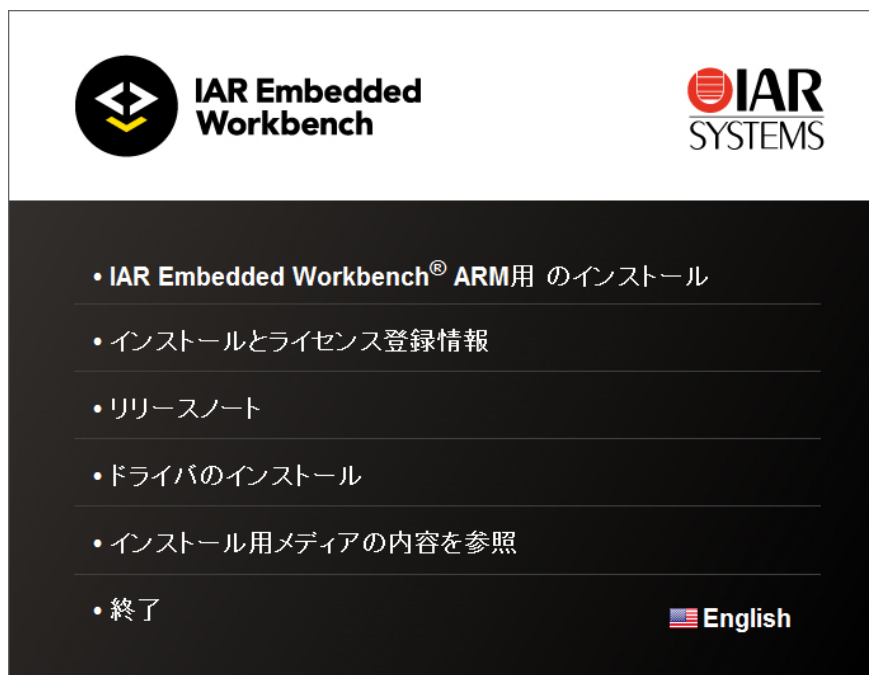 IAR Embedded
Workbench
IAR
SYSTEMS
• IAR Embedded Workbench® ARM用 のインストール
• インストールとライセンス登録情報
• リリースノート
• ドライバのインストール
• インストール用メディアの内容を参照
• 終了
English